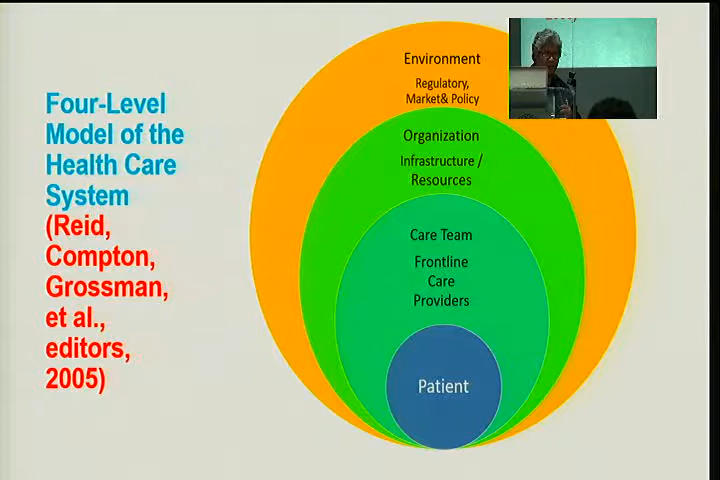 Four-Level
Model of the
Health Care
System
(Reid,
Compton,
Grossman,
et al.,
editors,
2005)
Environment
Regulatory,
Market& Policy
Organization
Infrastructure /
Resources
Care Team
Frontline
Care
Providers
Patient